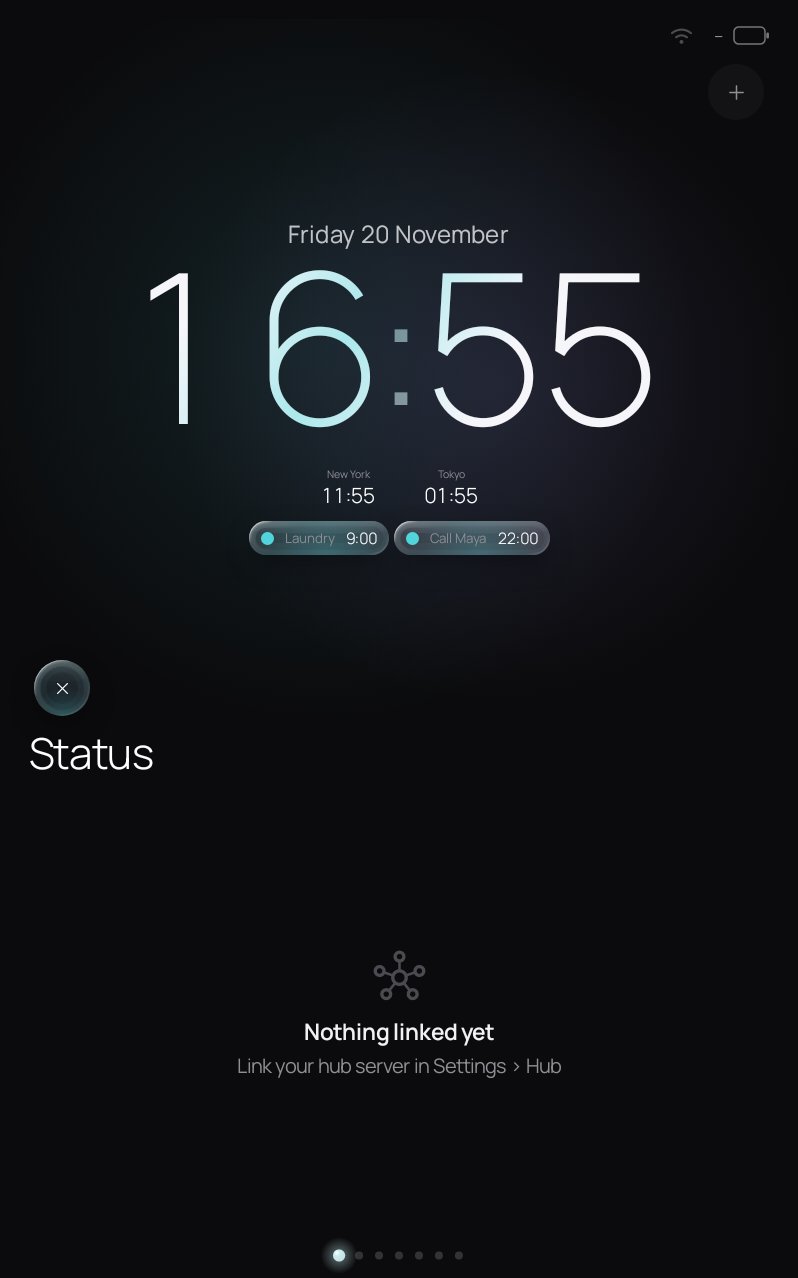 –
Friday 20 November
16:55
New York Tokyo
11:55 01:55
Laundry 9:00 Call Maya 22:00
Status
Nothing linked yet
Link your hub server in Settings > Hub